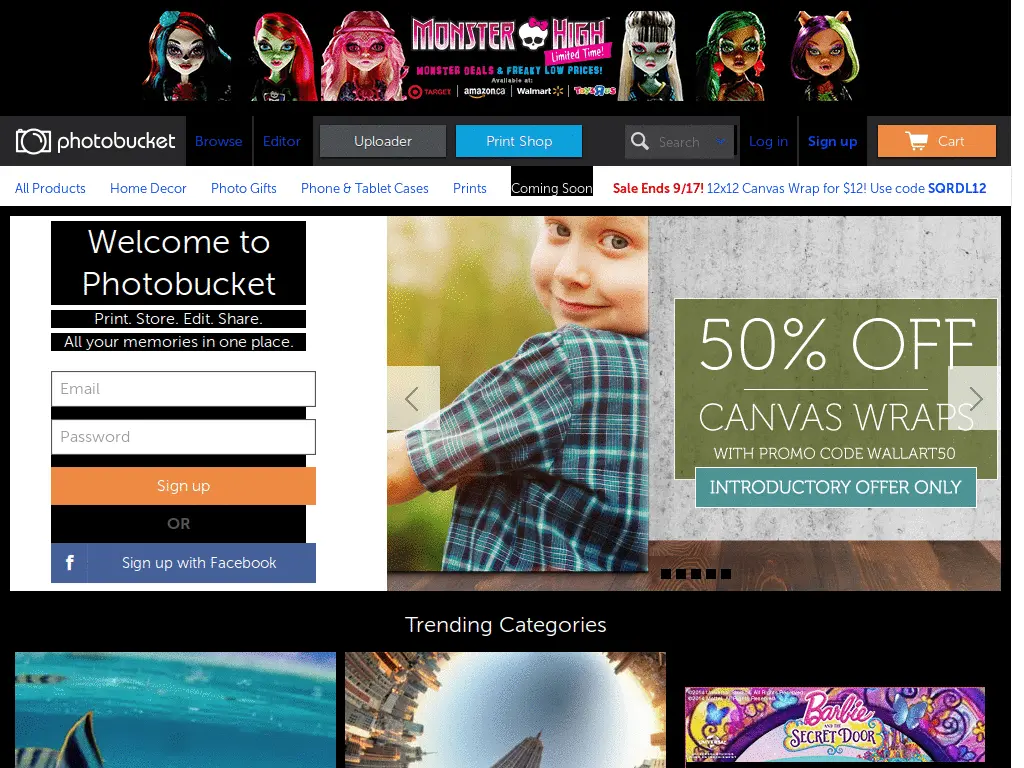 MONSTER HIGH
Limited Time!
MONSTER DEALS & FREAKY LOW PRICES!
Available at:
TARGET | amazon.ca | Walmart | Toys R us
photobucket
Browse
Editor
Uploader
Print Shop
Search
Log in
Sign up
Cart
All Products
Home Decor
Photo Gifts
Phone & Tablet Cases
Prints
Coming Soon
Sale Ends 9/17! 12x12 Canvas Wrap for $12! Use code SQRDL12
Welcome to
Photobucket
Print. Store. Edit. Share.
All your memories in one place.
Email
Password
Sign up
OR
f Sign up with Facebook
50% OFF
CANVAS WRAPS
WITH PROMO CODE WALLART50
INTRODUCTORY OFFER ONLY
Trending Categories
Barbie
AND THE
SECRET DOOR